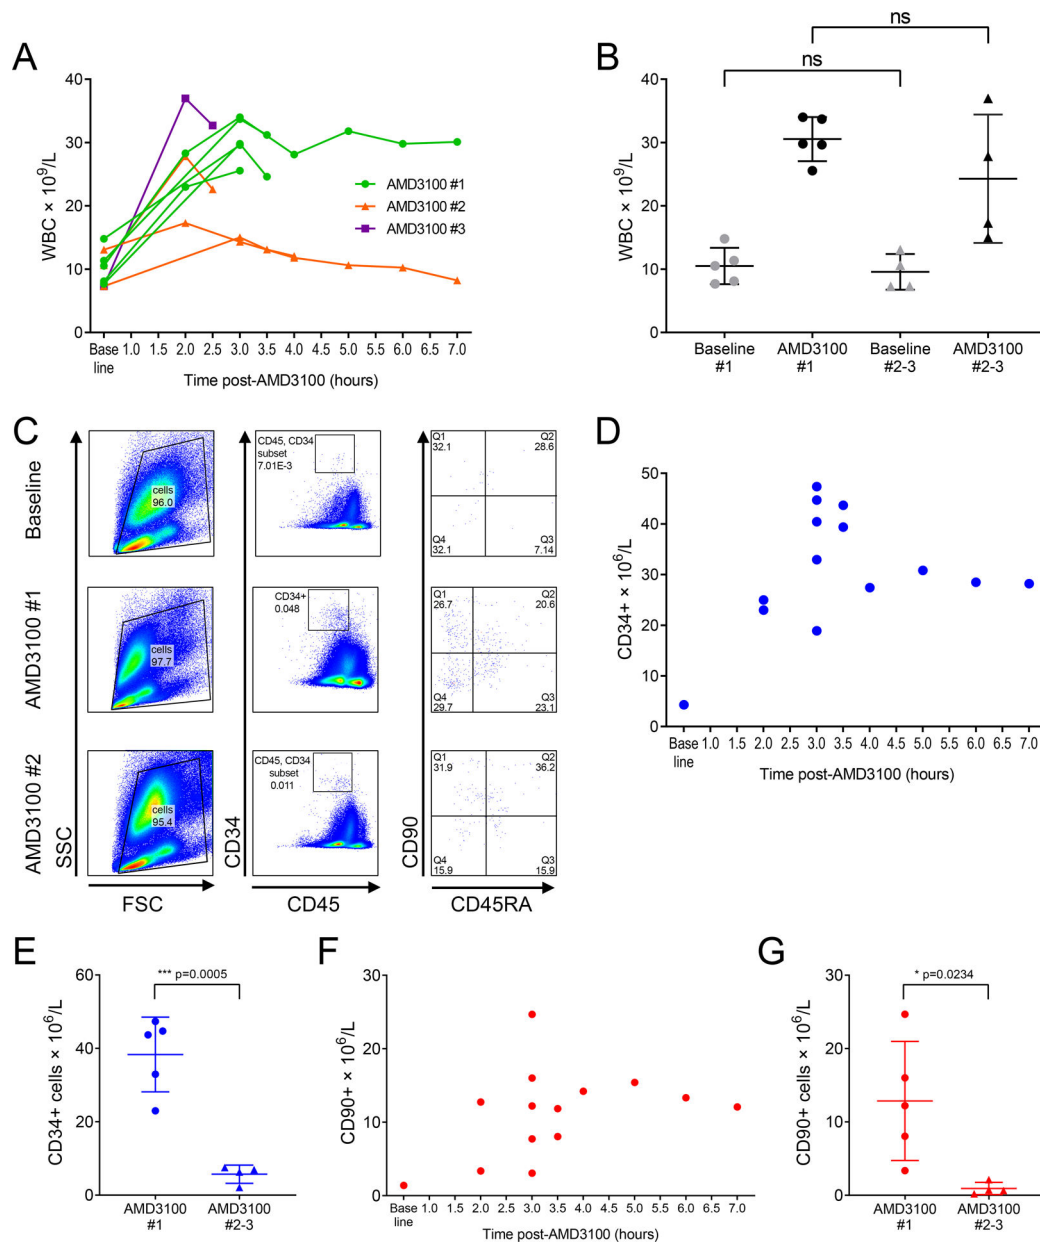 A
WBC × 10⁹/L
40
30
20
10
0
AMD3100 #1
AMD3100 #2
AMD3100 #3
Base line 1.0 1.5 2.0 2.5 3.0 3.5 4.0 4.5 5.0 5.5 6.0 6.5 7.0
Time post-AMD3100 (hours)
B
ns
ns
WBC × 10⁹/L
40
30
20
10
0
Baseline AMD3100 Baseline AMD3100
#1 #1 #2-3 #2-3
C
Baseline
cells
96.0
CD45, CD34
subset
7.01E-3
Q1 Q2
32.1 28.6
Q4 Q3
32.1 7.14
AMD3100 #1
cells
97.7
CD34+
0.048
Q1 Q2
26.7 20.6
Q4 Q3
29.7 23.1
AMD3100 #2
cells
95.4
CD45, CD34
subset
0.011
Q1 Q2
31.9 36.2
Q4 Q3
15.9 15.9
SSC
CD34
CD90
FSC
CD45
CD45RA
D
CD34+ × 10⁶/L
50
40
30
20
10
0
Base line 1.0 1.5 2.0 2.5 3.0 3.5 4.0 4.5 5.0 5.5 6.0 6.5 7.0
Time post-AMD3100 (hours)
E
*** p=0.0005
CD34+ cells × 10⁶/L
60
40
20
0
AMD3100 AMD3100
#1 #2-3
F
CD90+ × 10⁶/L
30
20
10
0
Base line 1.0 1.5 2.0 2.5 3.0 3.5 4.0 4.5 5.0 5.5 6.0 6.5 7.0
Time post-AMD3100 (hours)
G
* p=0.0234
CD90+ cells × 10⁶/L
30
20
10
0
AMD3100 AMD3100
#1 #2-3